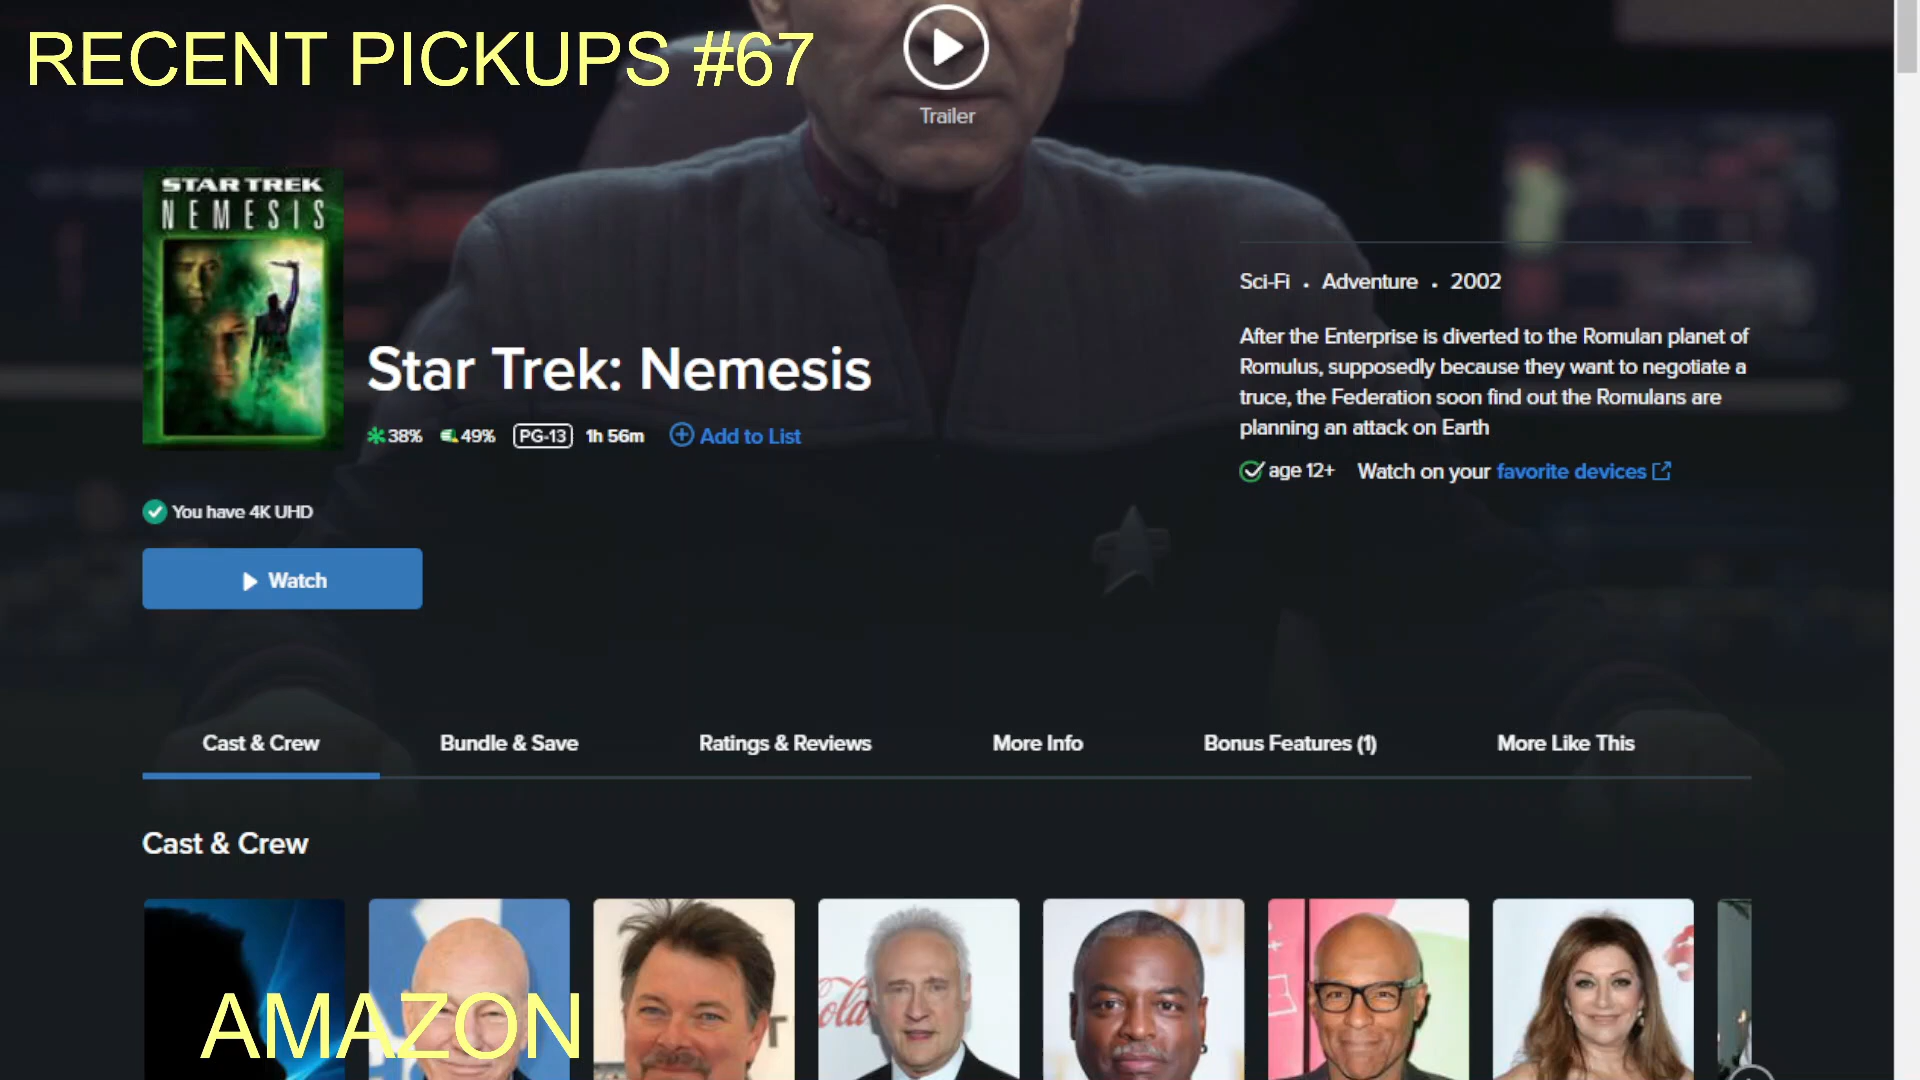 RECENT PICKUPS #67
Trailer
STAR TREK
NEMESIS
Star Trek: Nemesis
38% 49% PG-13 1h 56m Add to List
Sci-Fi • Adventure • 2002
After the Enterprise is diverted to the Romulan planet of
Romulus, supposedly because they want to negotiate a
truce, the Federation soon find out the Romulans are
planning an attack on Earth
age 12+ Watch on your favorite devices
You have 4K UHD
Watch
Cast & Crew
Bundle & Save
Ratings & Reviews
More Info
Bonus Features (1)
More Like This
Cast & Crew
AMAZON